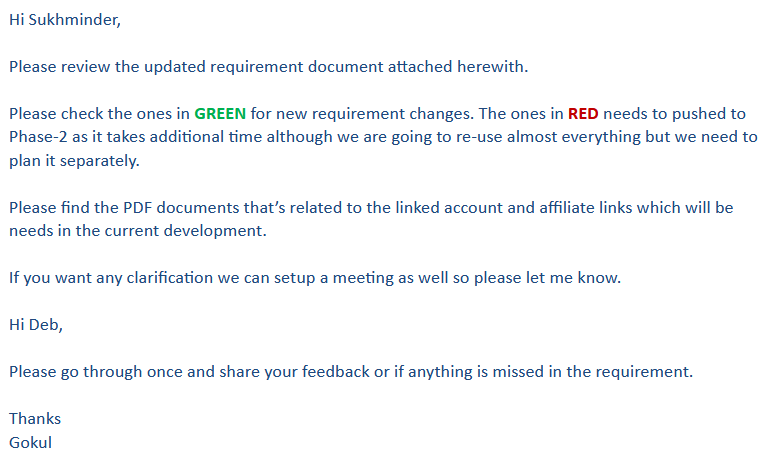 Hi Sukhminder,
Please review the updated requirement document attached herewith.
Please check the ones in GREEN for new requirement changes. The ones in RED needs to pushed to
Phase-2 as it takes additional time although we are going to re-use almost everything but we need to
plan it separately.
Please find the PDF documents that’s related to the linked account and affiliate links which will be
needs in the current development.
If you want any clarification we can setup a meeting as well so please let me know.
Hi Deb,
Please go through once and share your feedback or if anything is missed in the requirement.
Thanks
Gokul